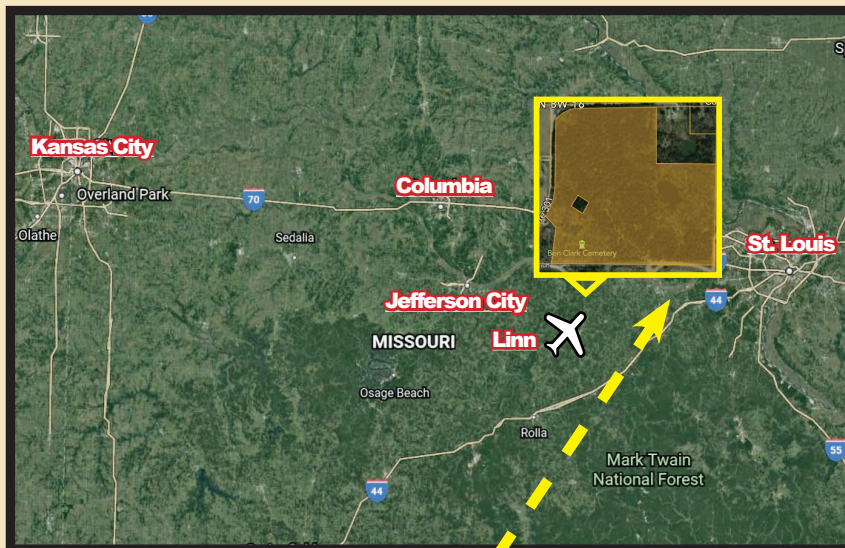 Kansas City
Overland Park
Olathe
70
Sedalia
Columbia
Jefferson City
MISSOURI
Linn
Osage Beach
Rolla
44
Mark Twain
National Forest
55
44
St. Louis
Ben Clark Cemetery